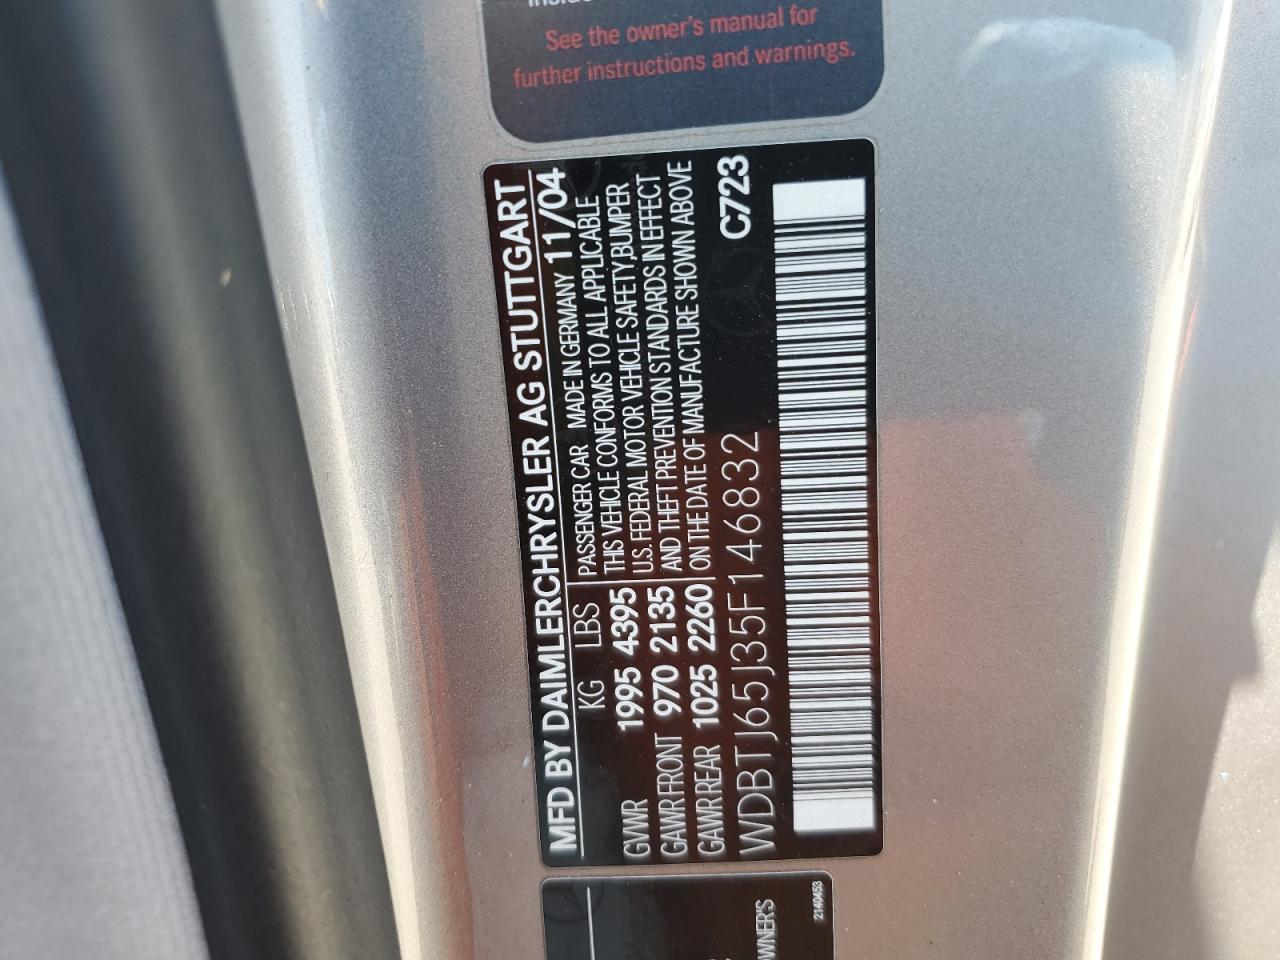 See the owner's manual for
further instructions and warnings.
MFD BY DAIMLERCHRYSLER AG STUTTGART
KG LBS PASSENGER CAR MADE IN GERMANY 11/04
GVWR 1995 4395 THIS VEHICLE CONFORMS TO ALL APPLICABLE
GAWR FRONT 970 2135 U.S. FEDERAL MOTOR VEHICLE SAFETY,BUMPER
GAWR REAR 1025 2260 AND THEFT PREVENTION STANDARDS IN EFFECT
ON THE DATE OF MANUFACTURE SHOWN ABOVE
WDBTJ65J35F146832 C723
OWNER'S
2140453